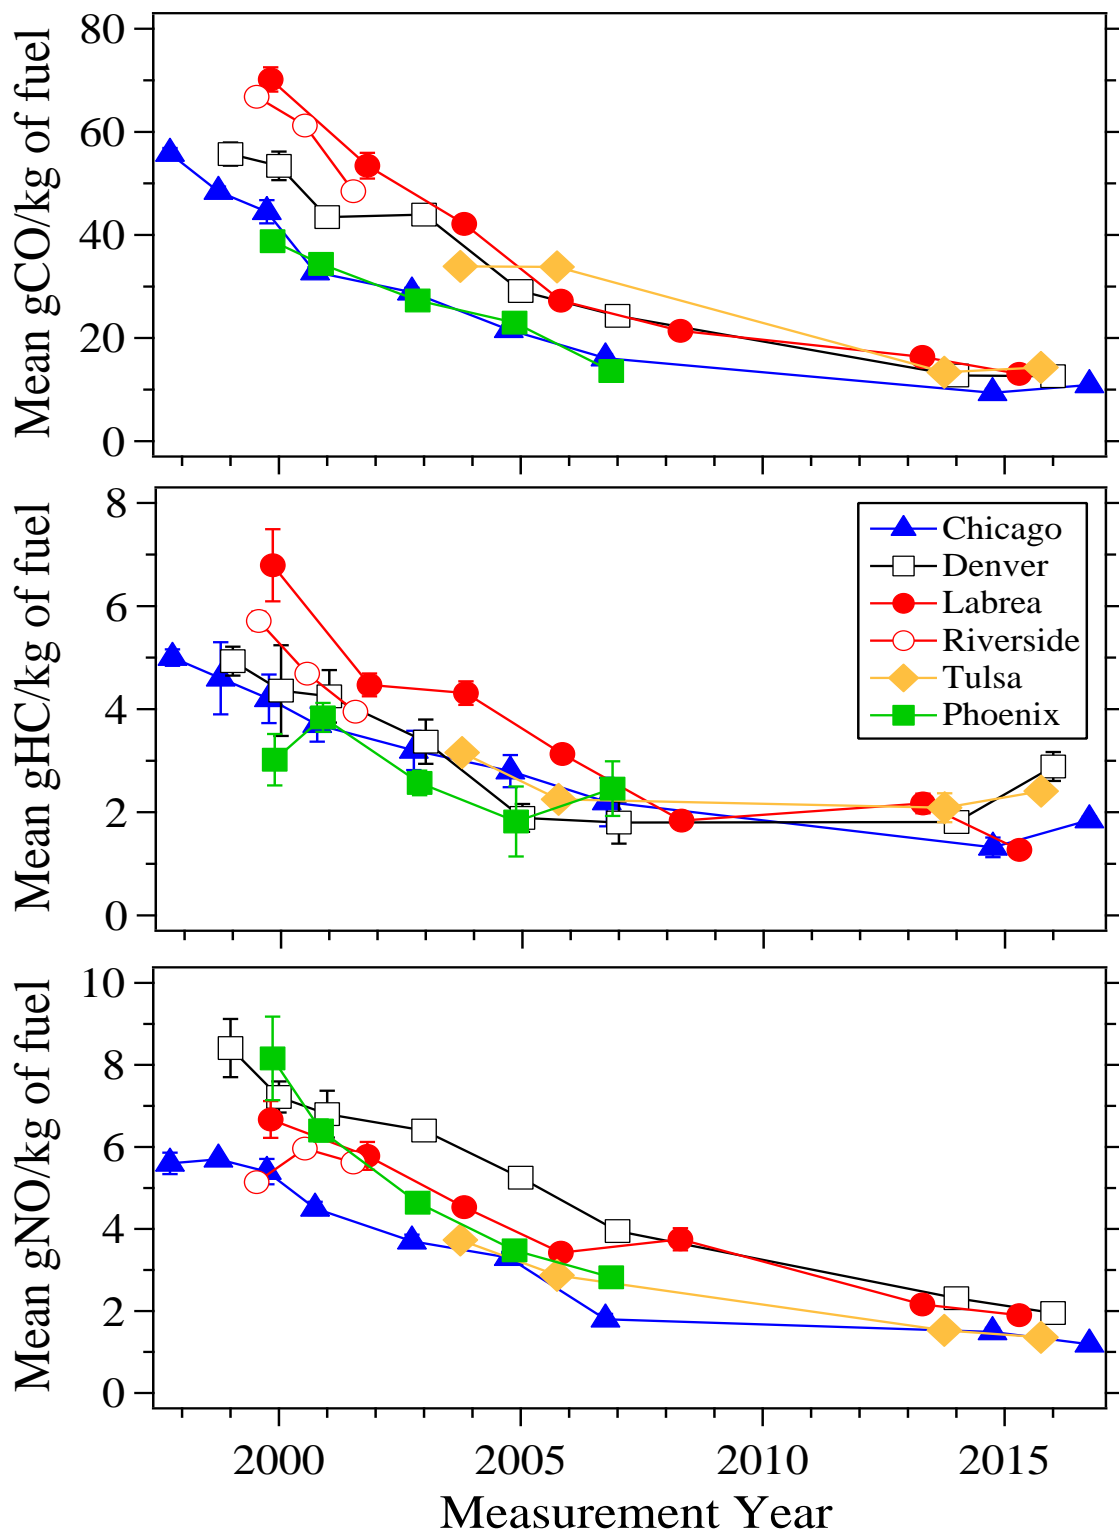 Mean gCO/kg of fuel
80
60
40
20
0
Mean gHC/kg of fuel
8
6
4
2
0
Chicago
Denver
Labrea
Riverside
Tulsa
Phoenix
Mean gNO/kg of fuel
10
8
6
4
2
0
2000 2005 2010 2015
Measurement Year